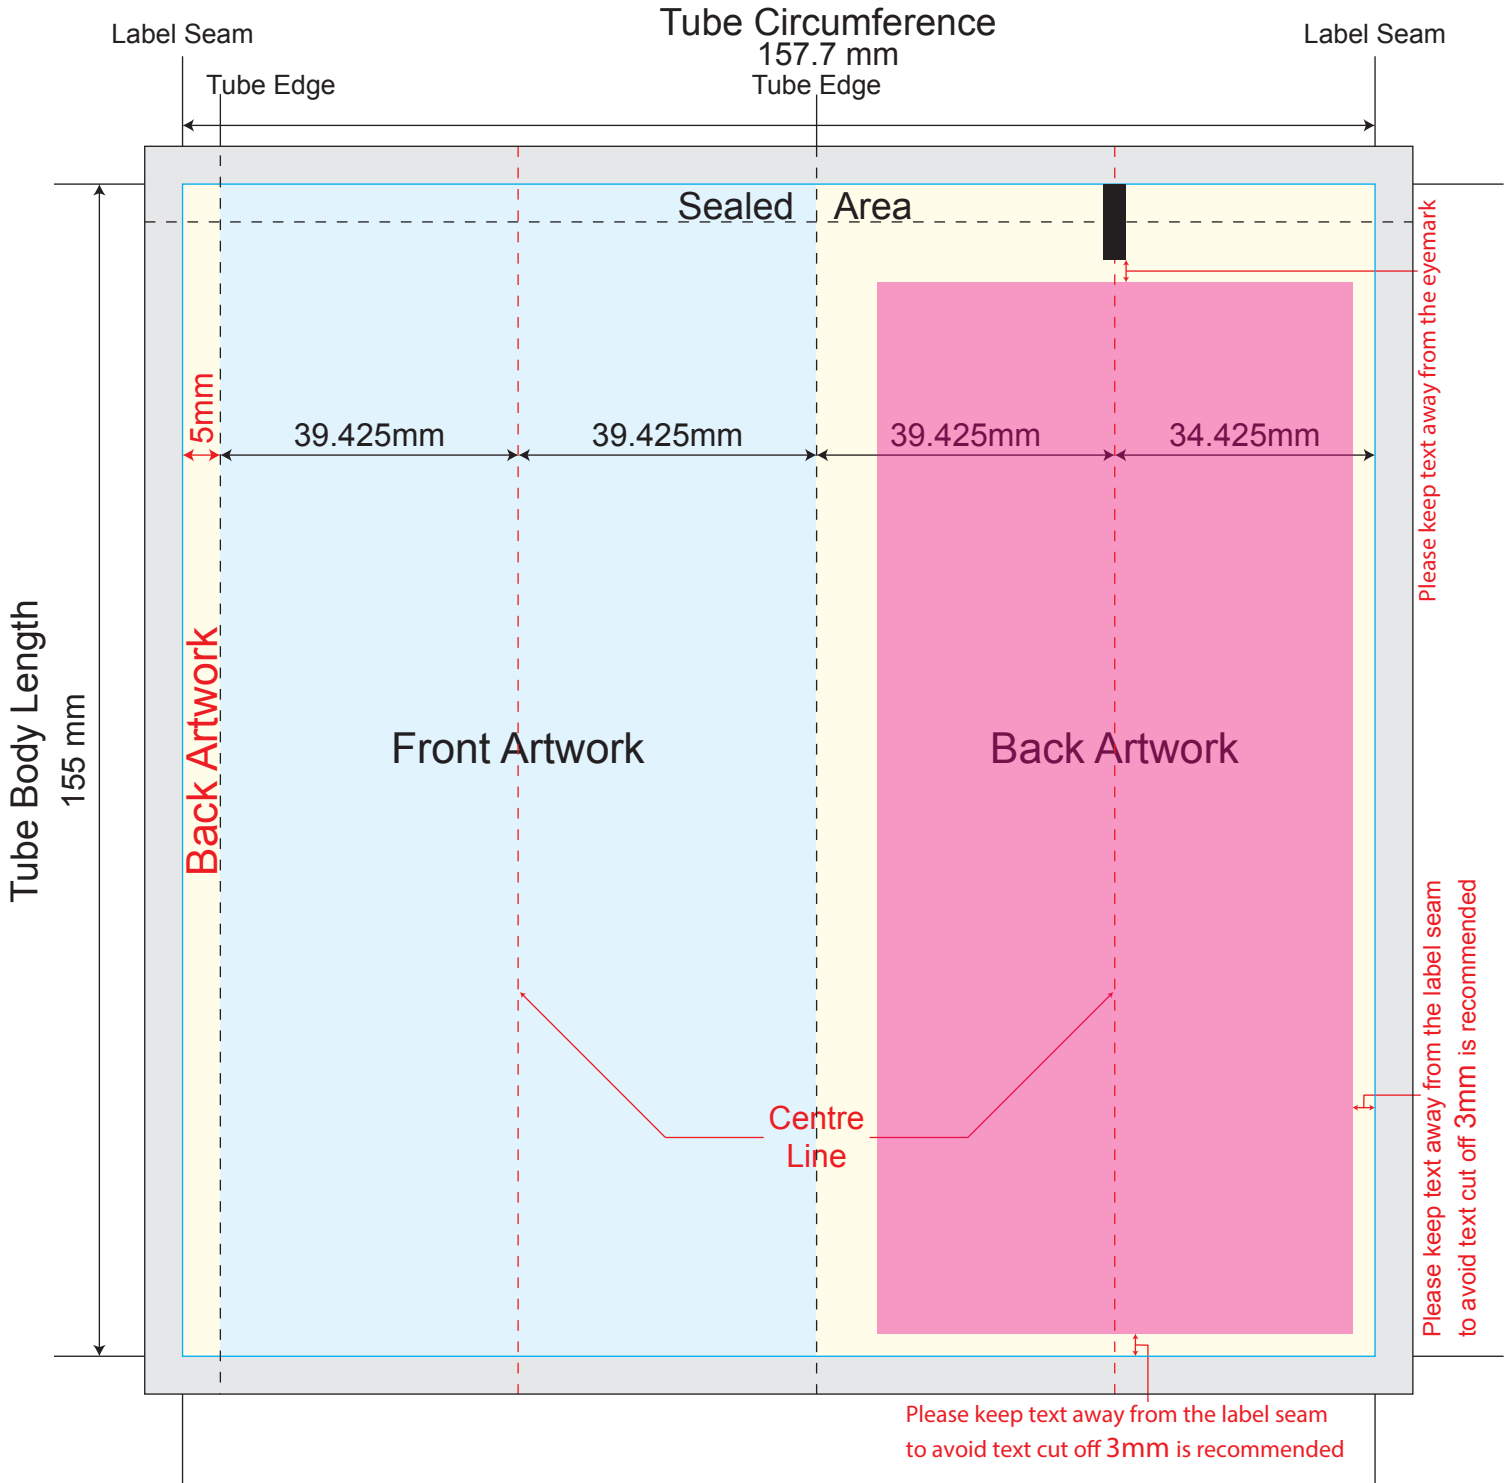 Tube Circumference
157.7 mm
Label Seam
Label Seam
Tube Edge
Tube Edge
Sealed Area
Please keep text away from the eyemark
5mm
39.425mm
39.425mm
39.425mm
34.425mm
Tube Body Length
155 mm
Back Artwork
Front Artwork
Back Artwork
Centre
Line
Please keep text away from the label seam
to avoid text cut off 3mm is recommended
Please keep text away from the label seam
to avoid text cut off 3mm is recommended